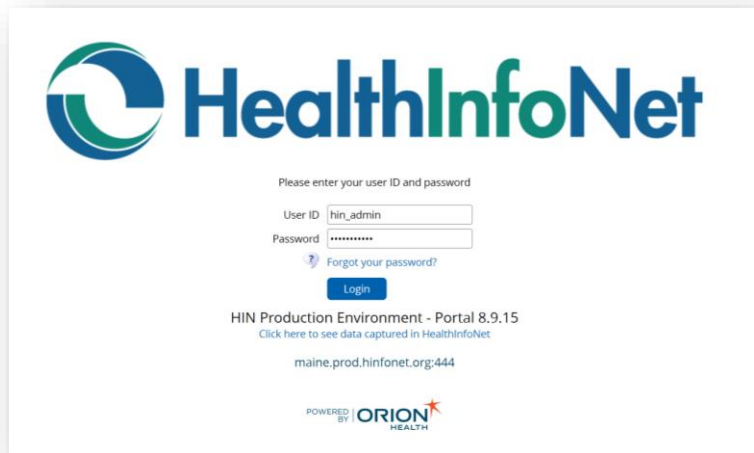 HealthInfoNet
Please enter your user ID and password
User ID hin_admin
Password •••••••••••
? Forgot your password?
Login
HIN Production Environment - Portal 8.9.15
Click here to see data captured in HealthInfoNet
maine.prod.hinfonet.org:444
POWERED BY | ORION HEALTH